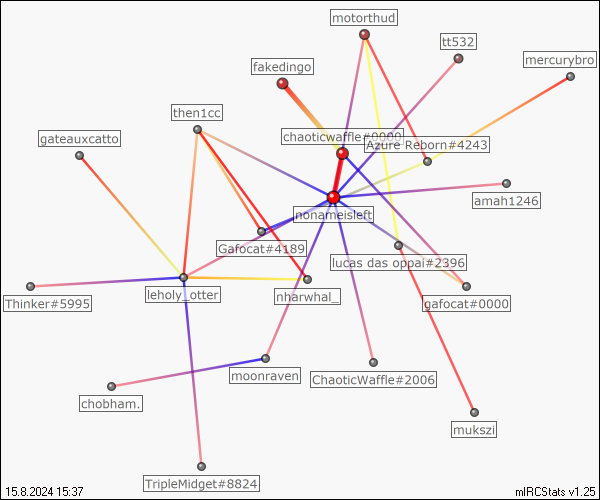 motorthud
tt532
mercurybro
fakedingo
then1cc
chaoticwaffle#0000
Azure Reborn#4243
gateauxcatto
amah1246
nonameisleft
Gafocat#4189
lucas das oppai#2396
Thinker#5995
leholy_otter
nharwhal_
gafocat#0000
moonraven
ChaoticWaffle#2006
chobham.
mukszi
TripleMidget#8824
15.8.2024 15:37
mIRCStats v1.25